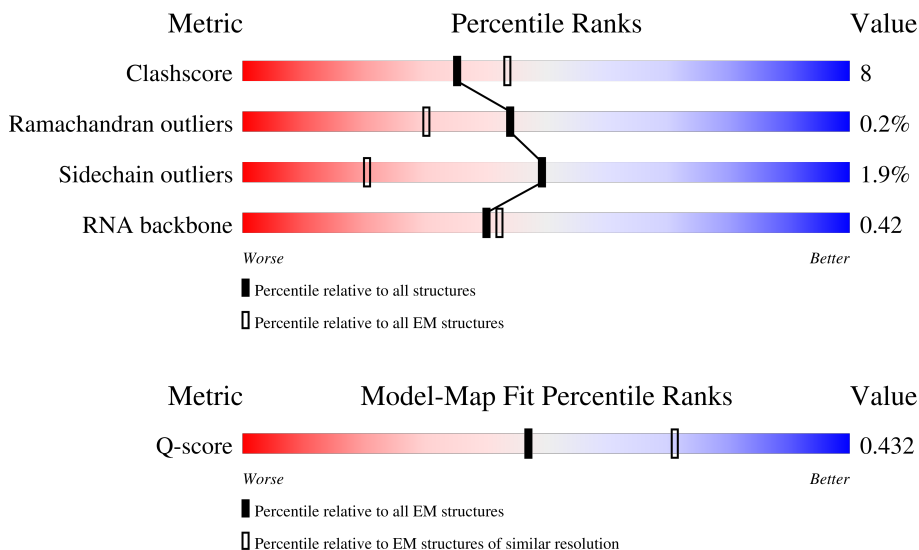 Metric Percentile Ranks Value
Clashscore 8
Ramachandran outliers 0.2%
Sidechain outliers 1.9%
RNA backbone 0.42
Worse Better
Percentile relative to all structures
Percentile relative to all EM structures
Metric Model-Map Fit Percentile Ranks Value
Q-score 0.432
Worse Better
Percentile relative to all EM structures
Percentile relative to EM structures of similar resolution